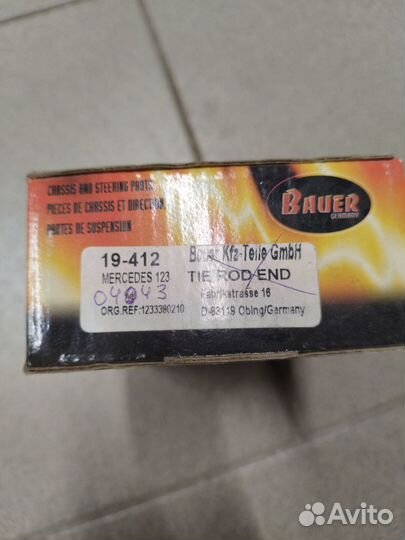 CHASSIS AND STEERING PARTS
PIECES DE CHASSIS ET DIRECTION
PARTES DE SUSPENSION
BAUER
GERMANY
19-412
MERCEDES 123
ORG.REF:1233380210
Bauer Kfz-Teile GmbH
TIE ROD END
Fabrikstrasse 16
D-83119 Obing/Germany
Avito